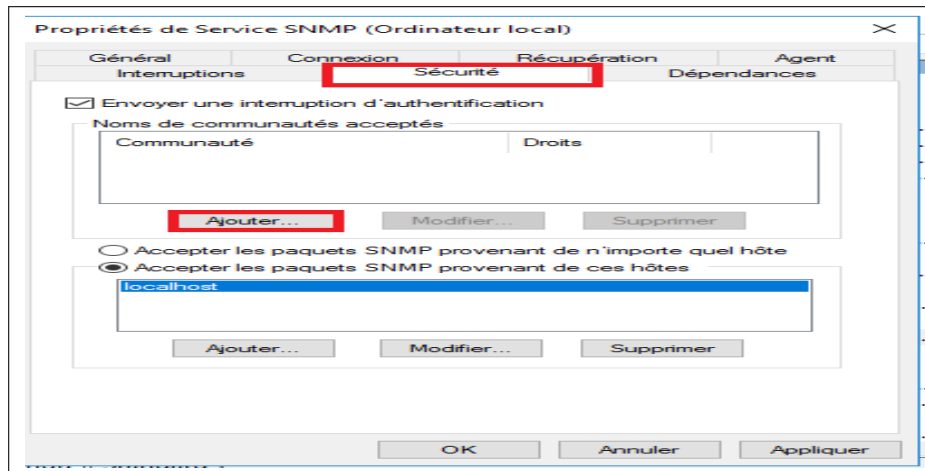 Propriétés de Service SNMP (Ordinateur local)
Général Connexion Récupération Agent
Interruptions Sécurité Dépendances
Envoyer une interruption d'authentification
Noms de communautés acceptés
Communauté Droits
Ajouter... Modifier... Supprimer
Accepter les paquets SNMP provenant de n'importe quel hôte
Accepter les paquets SNMP provenant de ces hôtes
localhost
Ajouter... Modifier... Supprimer
OK Annuler Appliquer